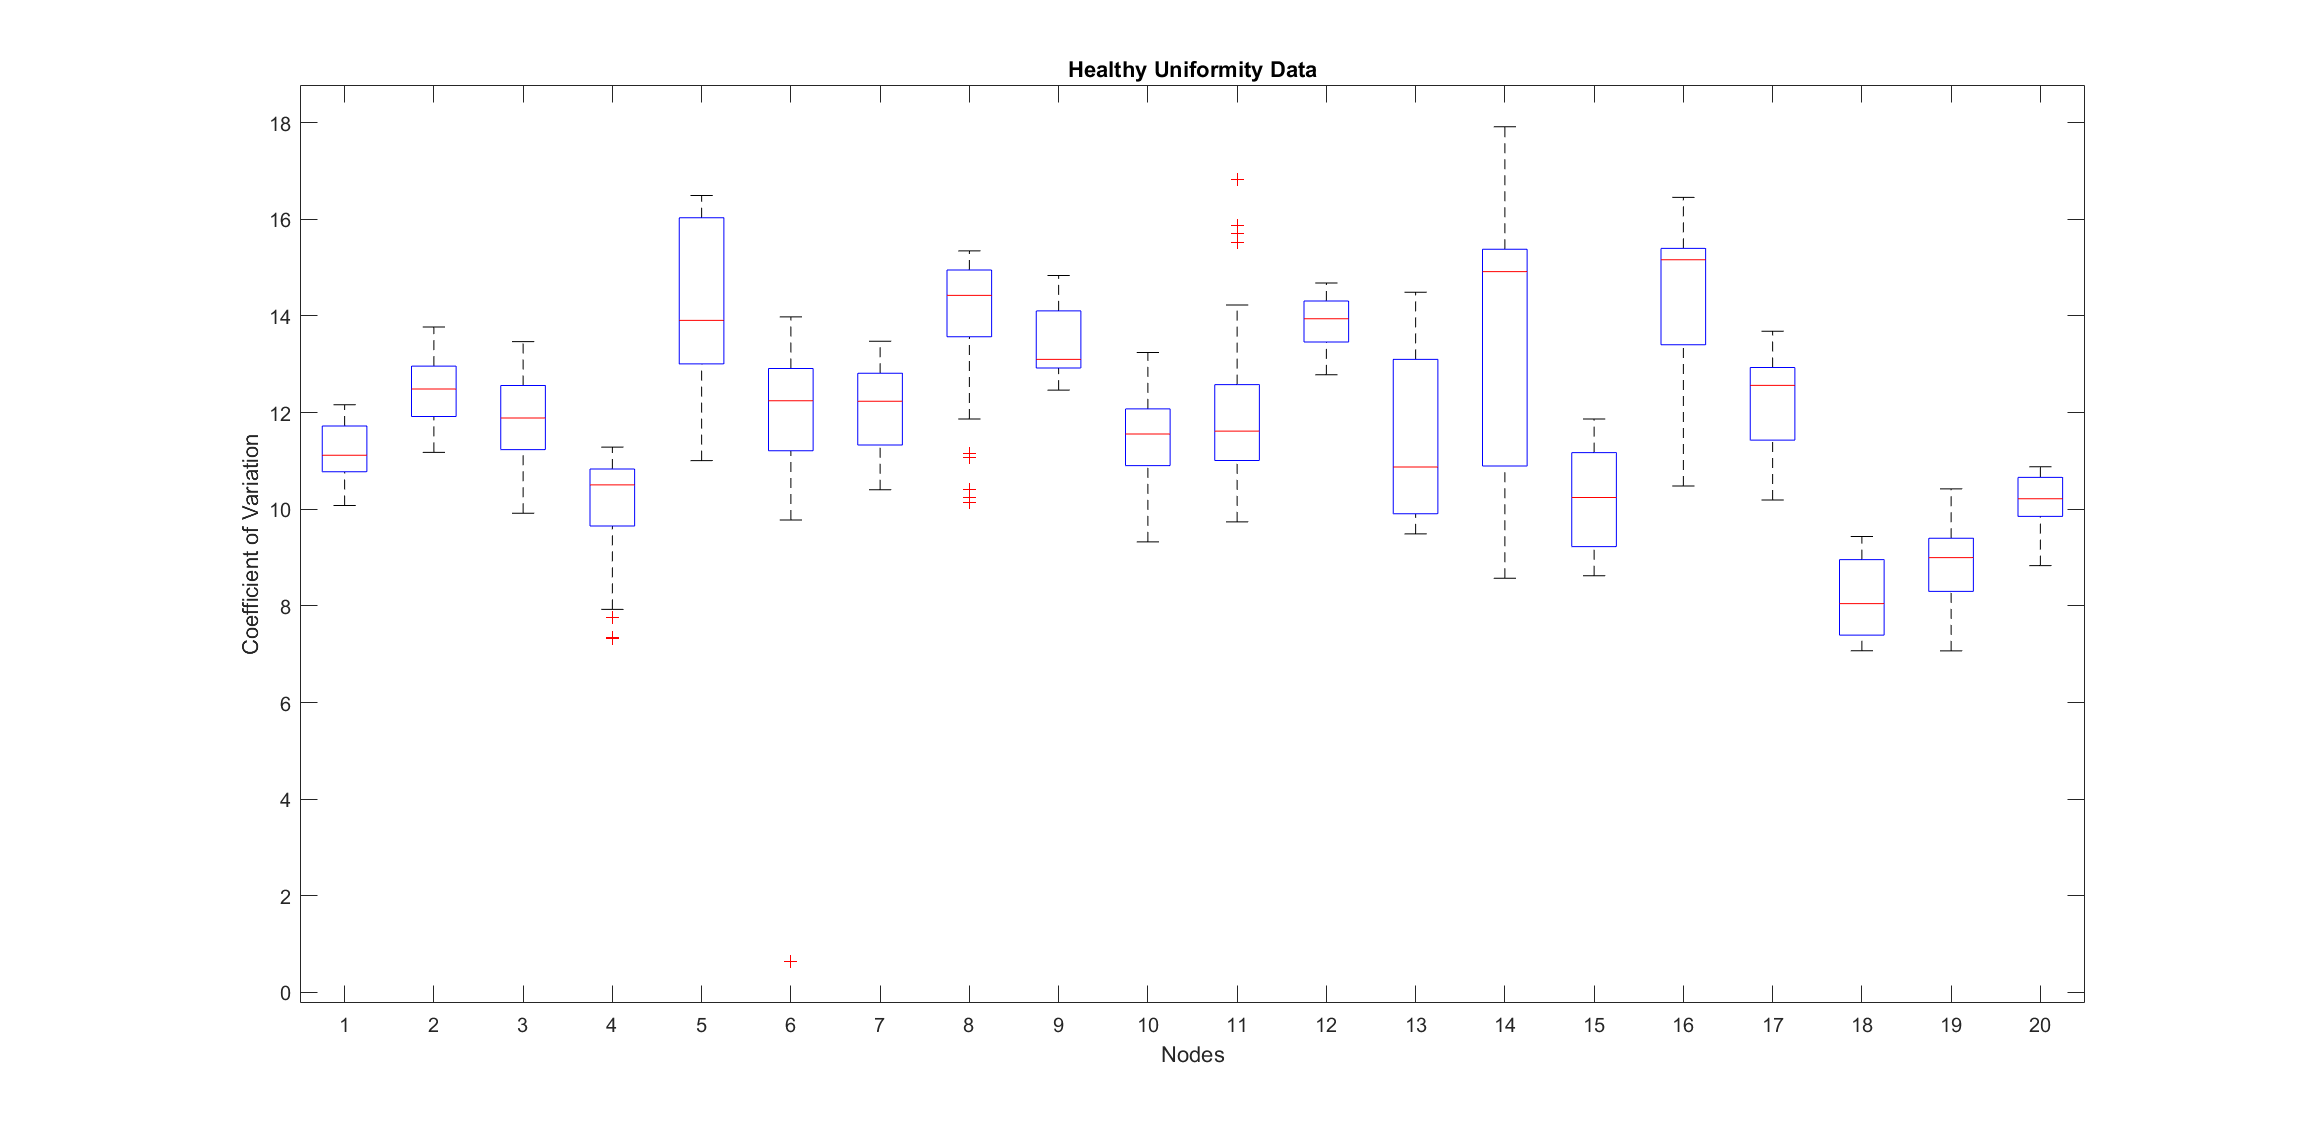 Healthy Uniformity Data
Coefficient of Variation
18
16
14
12
10
8
6
4
2
0
1 2 3 4 5 6 7 8 9 10 11 12 13 14 15 16 17 18 19 20
Nodes